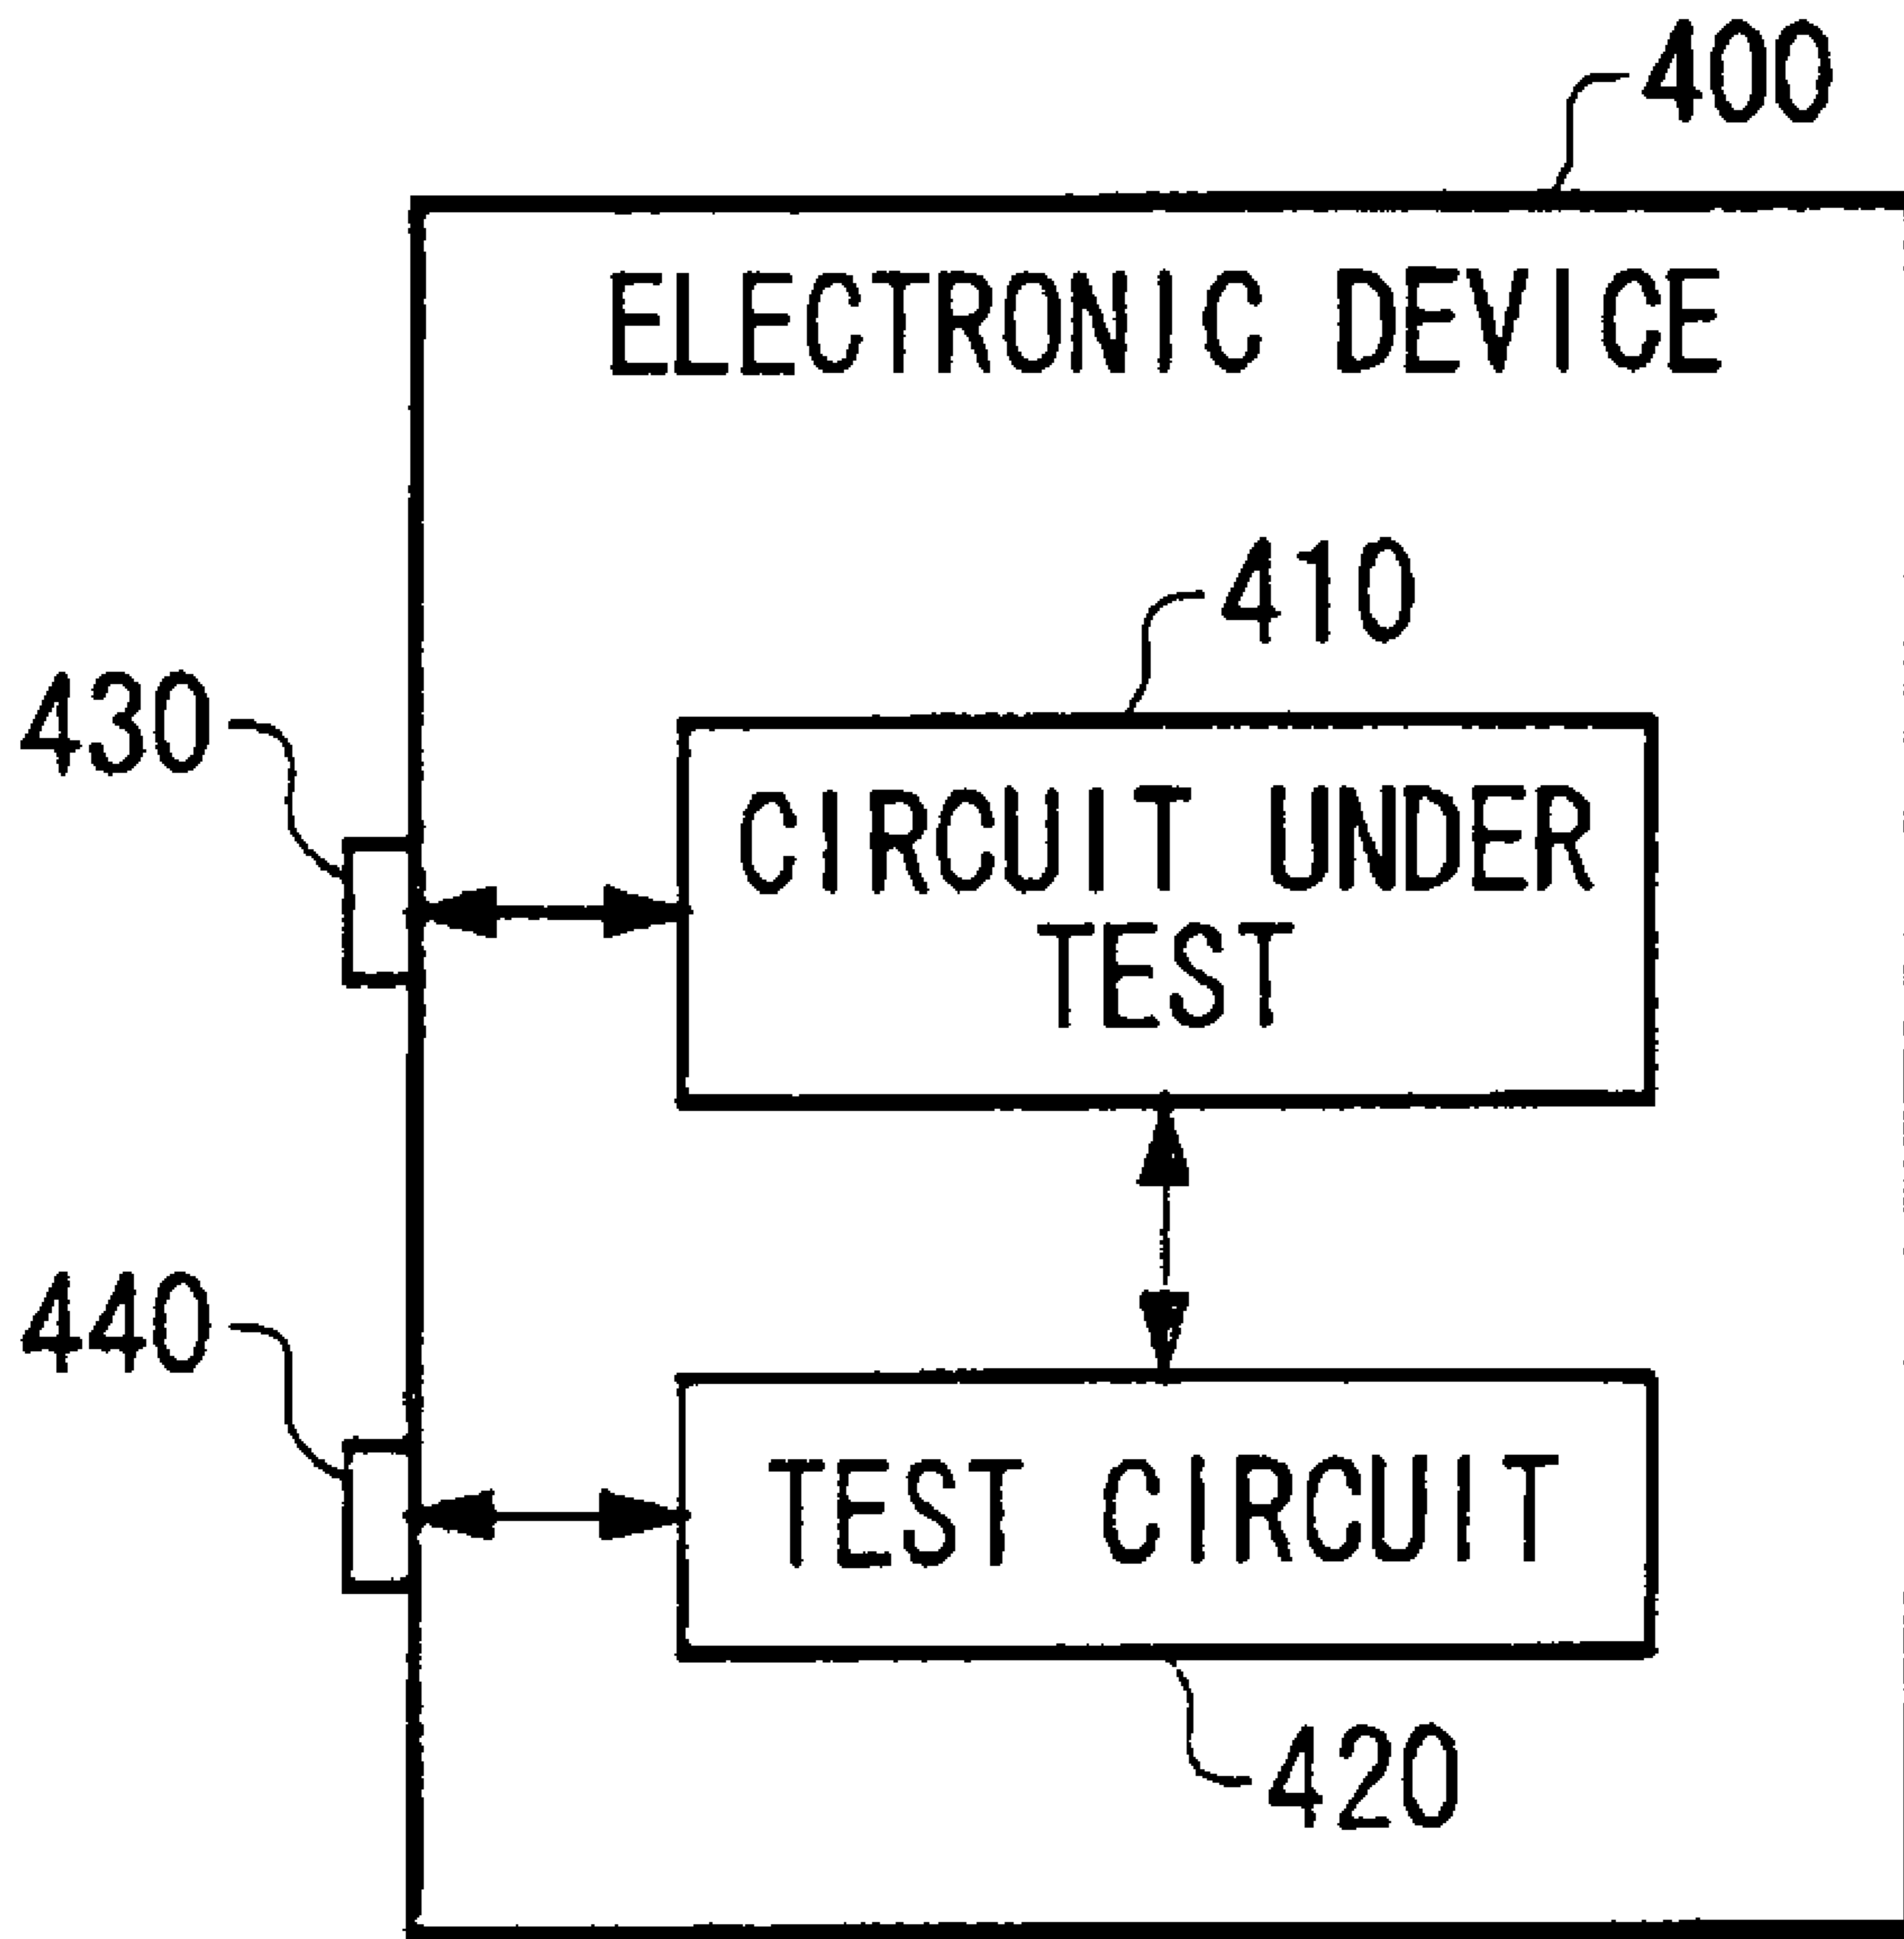 400
ELECTRONIC DEVICE
410
430
CIRCUIT UNDER
TEST
440
TEST CIRCUIT
420